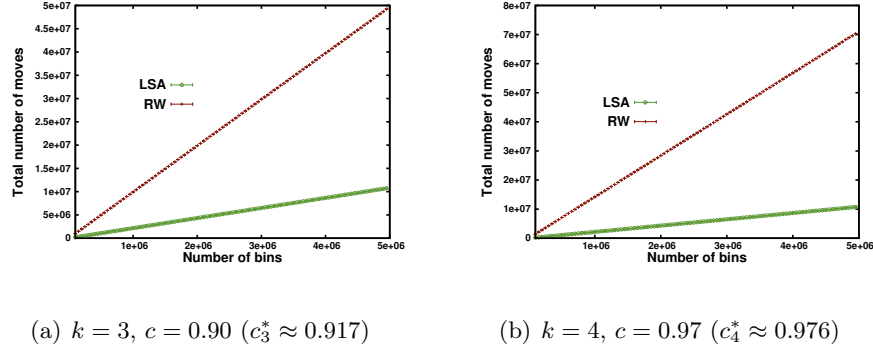 5e+07
4.5e+07
4e+07
3.5e+07
3e+07
2.5e+07
2e+07
1.5e+07
1e+07
5e+06
0
Total number of moves
LSA
RW
1e+06 2e+06 3e+06 4e+06 5e+06
Number of bins
8e+07
7e+07
6e+07
5e+07
4e+07
3e+07
2e+07
1e+07
0
Total number of moves
LSA
RW
1e+06 2e+06 3e+06 4e+06 5e+06
Number of bins
(a) k = 3, c = 0.90 (c₃* ≈ 0.917)
(b) k = 4, c = 0.97 (c₄* ≈ 0.976)